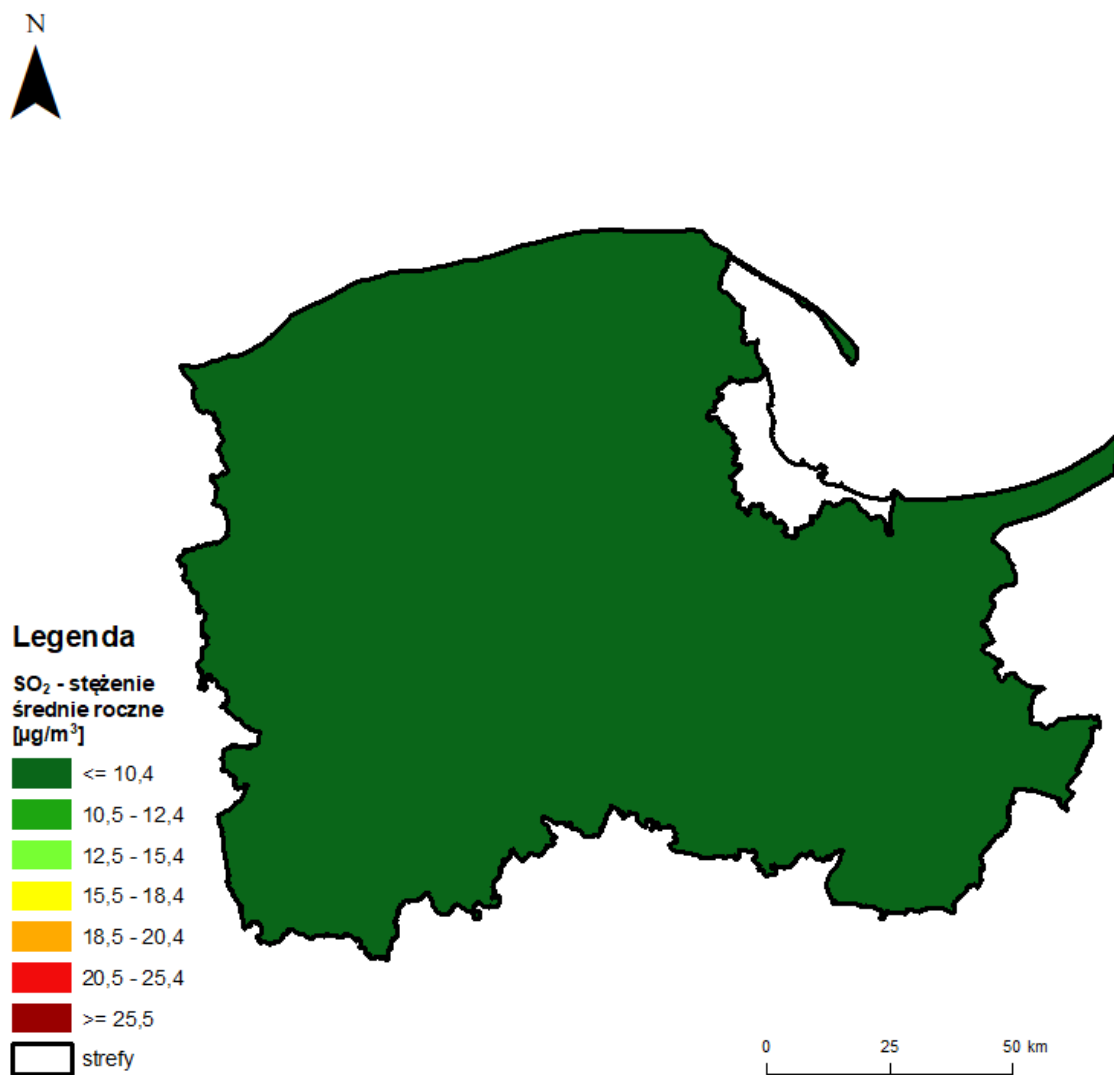 N
Legenda
SO₂ - stężenie
średnie roczne
[µg/m³]
<= 10,4
10,5 - 12,4
12,5 - 15,4
15,5 - 18,4
18,5 - 20,4
20,5 - 25,4
>= 25,5
strefy
0 25 50 km